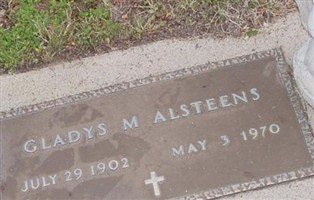 GLADYS M ALSTEENS
JULY 29 1902 MAY 3 1970